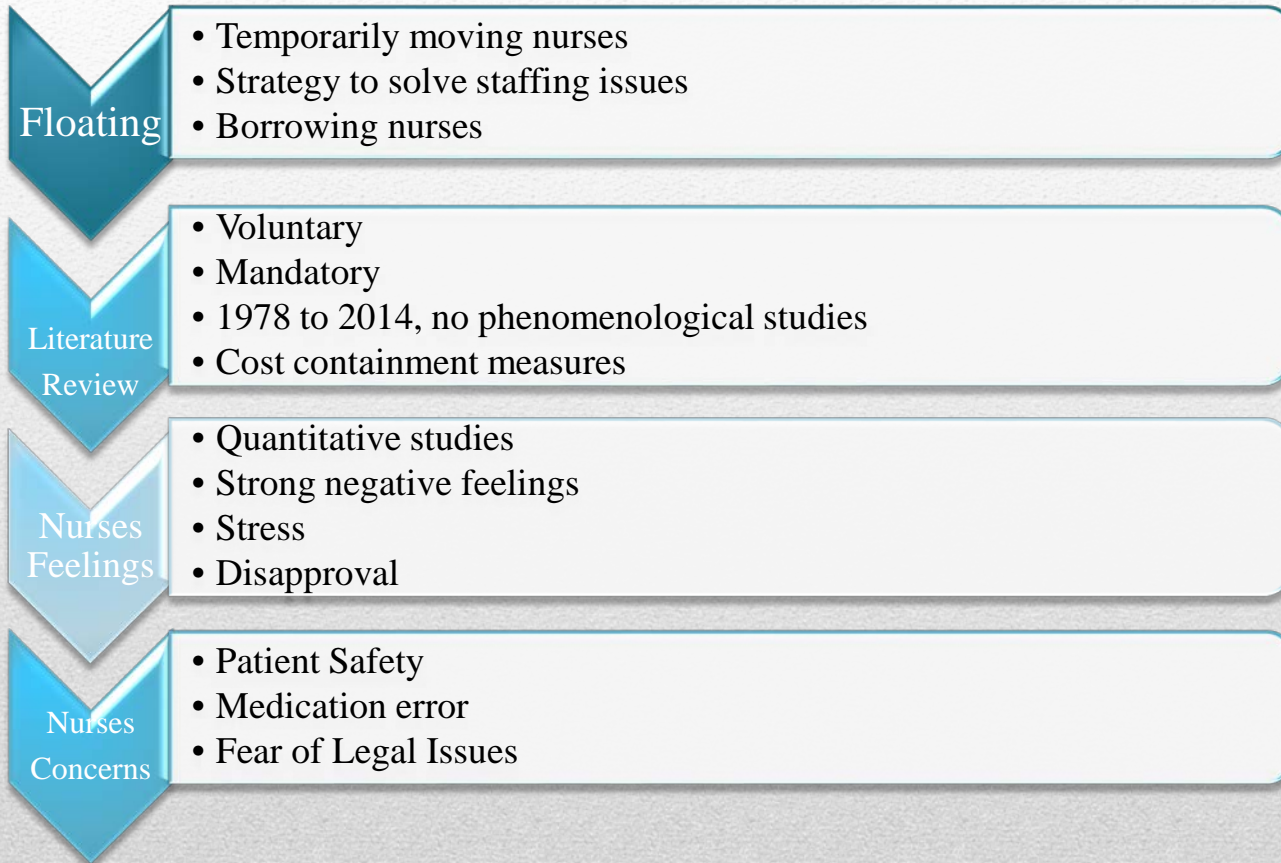 Floating
• Temporarily moving nurses
• Strategy to solve staffing issues
• Borrowing nurses
Literature
Review
• Voluntary
• Mandatory
• 1978 to 2014, no phenomenological studies
• Cost containment measures
Nurses
Feelings
• Quantitative studies
• Strong negative feelings
• Stress
• Disapproval
Nurses
Concerns
• Patient Safety
• Medication error
• Fear of Legal Issues